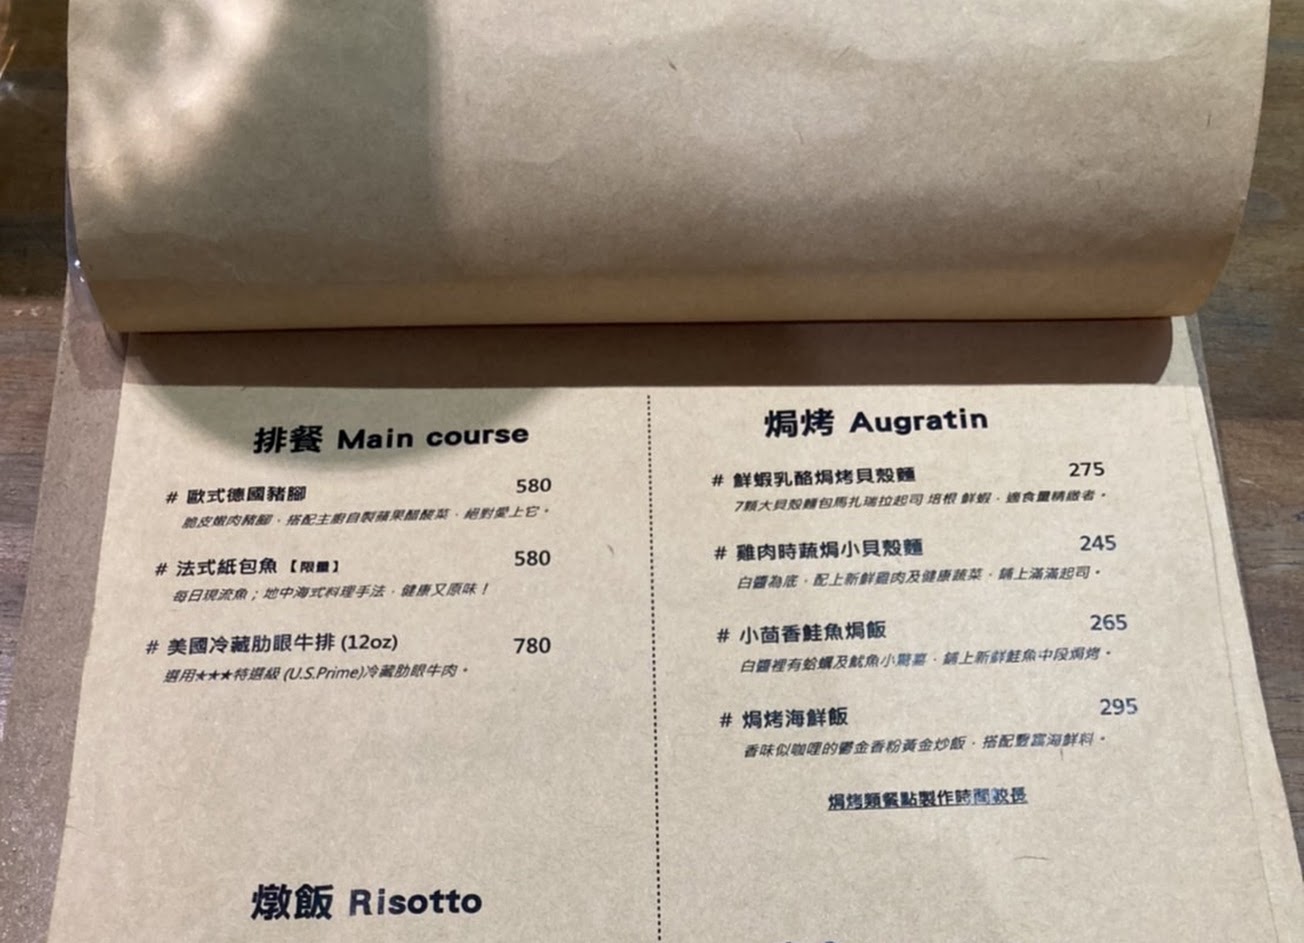 排餐 Main course
# 歐式德國豬腳 580
脆皮嫩肉豬腳，搭配主廚自製蘋果醋酸菜，絕對愛上它。
# 法式紙包魚【限量】 580
每日現流魚；地中海式料理手法，健康又原味！
# 美國冷藏肋眼牛排 (12oz) 780
選用★★★特選級 (U.S.Prime)冷藏肋眼牛肉。
燉飯 Risotto
焗烤 Augratin
# 鮮蝦乳酪焗烤貝殼麵 275
7顆大貝殼麵包馬扎瑞拉起司 培根 鮮蝦，適食量精緻者。
# 雞肉時蔬焗小貝殼麵 245
白醬為底，配上新鮮雞肉及健康蔬菜，鋪上滿滿起司。
# 小茴香鮭魚焗飯 265
白醬裡有蛤蠣及魷魚小驚喜，鋪上新鮮鮭魚中段焗烤。
# 焗烤海鮮飯 295
香味似咖哩的鬱金香粉黃金炒飯，搭配豐富海鮮料。
焗烤類餐點製作時間較長